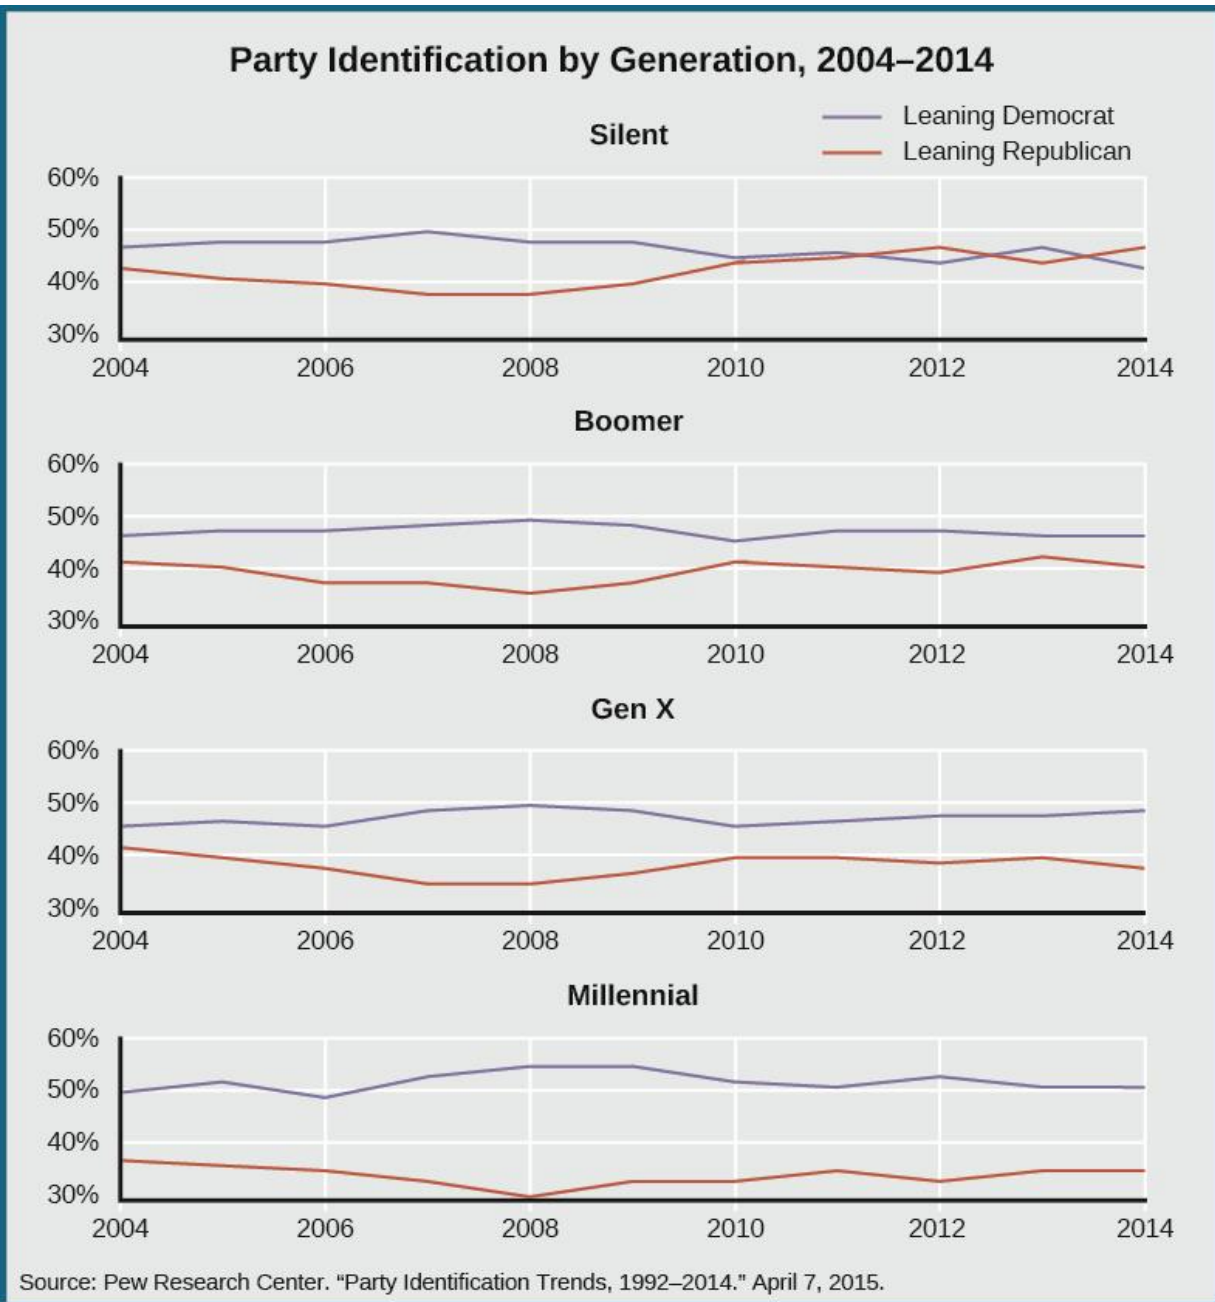 Party Identification by Generation, 2004–2014
Leaning Democrat
Leaning Republican
Silent
60%
50%
40%
30%
2004 2006 2008 2010 2012 2014
Boomer
60%
50%
40%
30%
2004 2006 2008 2010 2012 2014
Gen X
60%
50%
40%
30%
2004 2006 2008 2010 2012 2014
Millennial
60%
50%
40%
30%
2004 2006 2008 2010 2012 2014
Source: Pew Research Center. “Party Identification Trends, 1992–2014.” April 7, 2015.